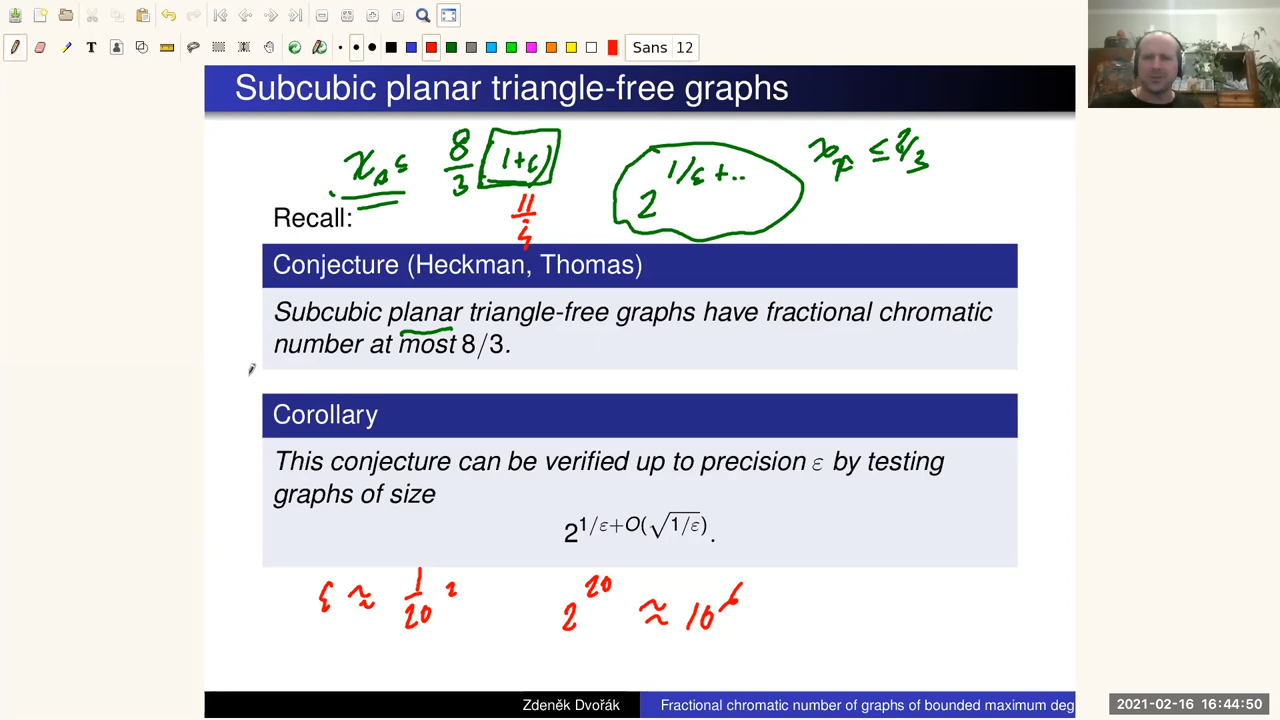 Sans 12
Subcubic planar triangle-free graphs
8/3 (1+ε)
2^{1/ε+..}
≤ 8/3
11/4
Recall:
Conjecture (Heckman, Thomas)
Subcubic planar triangle-free graphs have fractional chromatic
number at most 8/3.
Corollary
This conjecture can be verified up to precision ε by testing
graphs of size
2^{1/ε+O(√1/ε)}.
ε ≈ 1/20
2^{20} ≈ 10^6
Zdeněk Dvořák
Fractional chromatic number of graphs of bounded maximum deg
2021-02-16 16:44:50